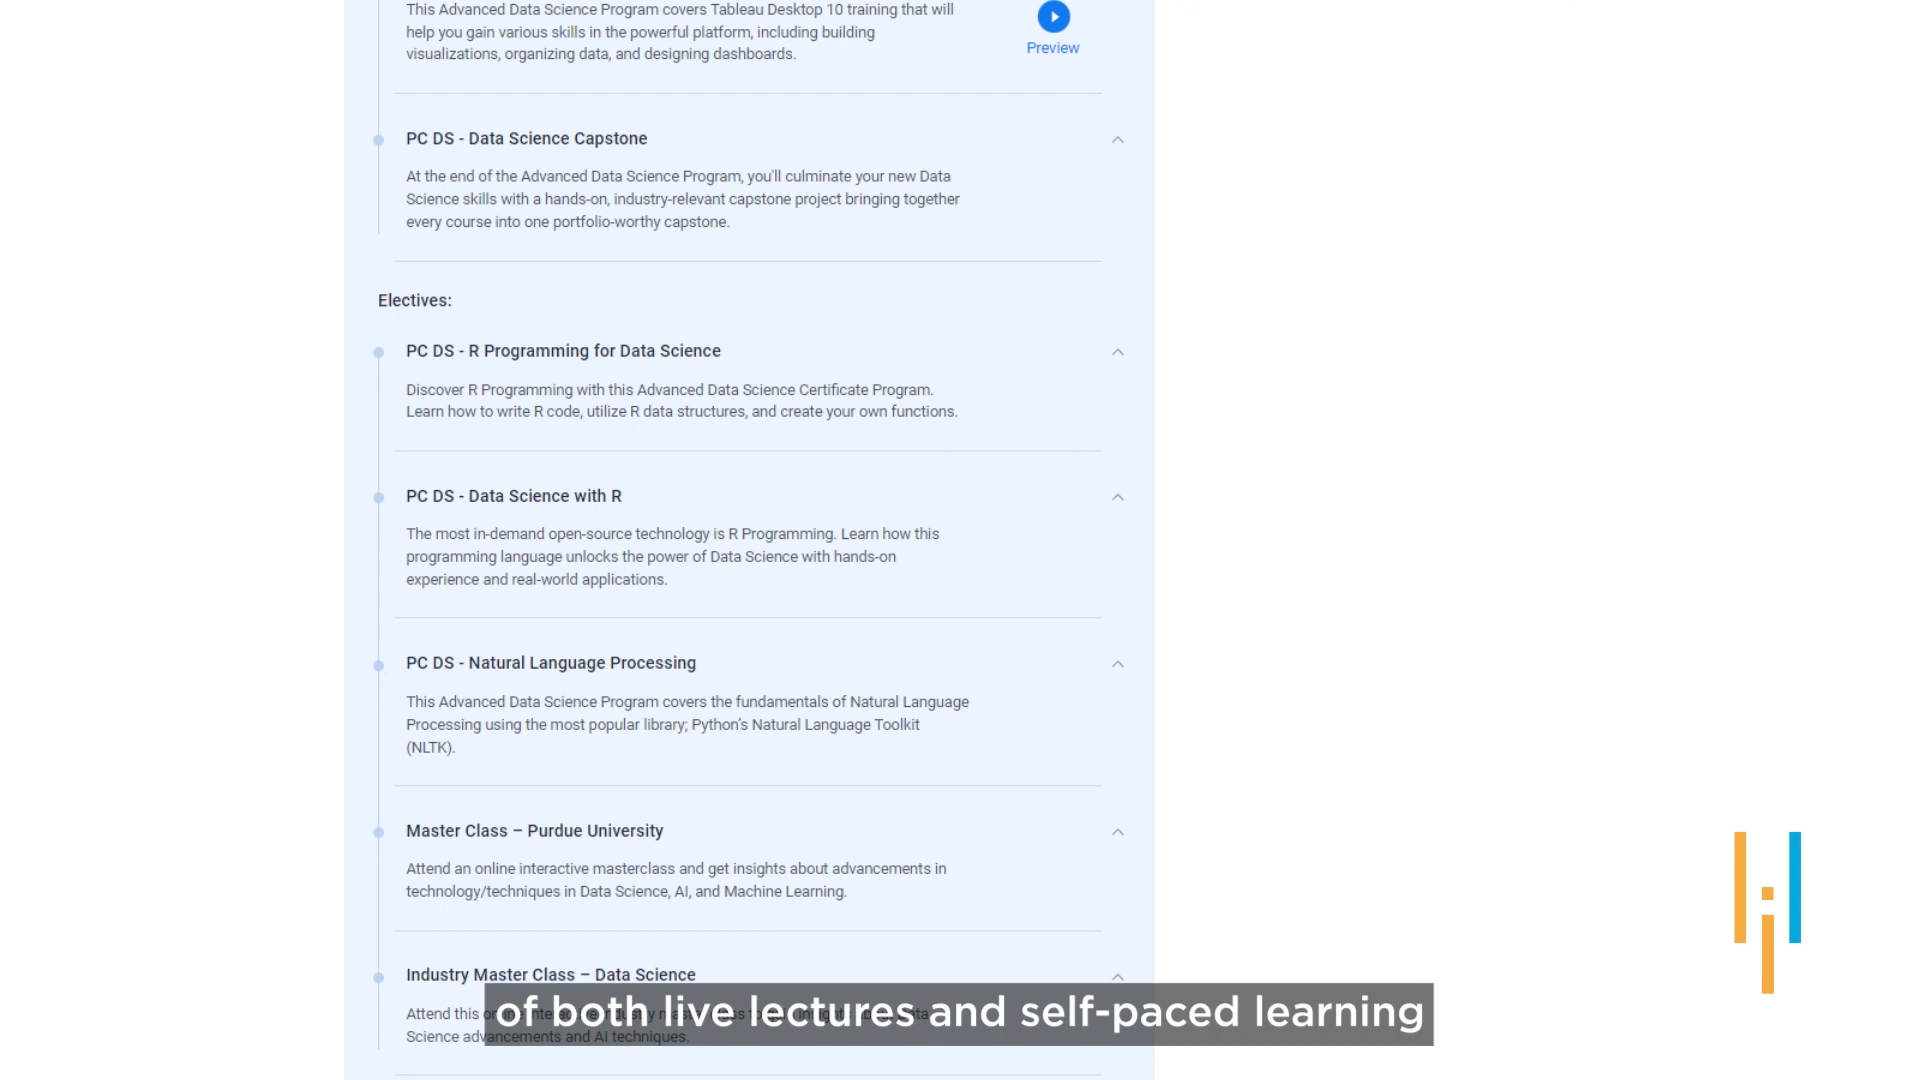 This Advanced Data Science Program covers Tableau Desktop 10 training that will
help you gain various skills in the powerful platform, including building
visualizations, organizing data, and designing dashboards.
Preview
PC DS - Data Science Capstone
At the end of the Advanced Data Science Program, you'll culminate your new Data
Science skills with a hands-on, industry-relevant capstone project bringing together
every course into one portfolio-worthy capstone.
Electives:
PC DS - R Programming for Data Science
Discover R Programming with this Advanced Data Science Certificate Program.
Learn how to write R code, utilize R data structures, and create your own functions.
PC DS - Data Science with R
The most in-demand open-source technology is R Programming. Learn how this
programming language unlocks the power of Data Science with hands-on
experience and real-world applications.
PC DS - Natural Language Processing
This Advanced Data Science Program covers the fundamentals of Natural Language
Processing using the most popular library; Python's Natural Language Toolkit
(NLTK).
Master Class – Purdue University
Attend an online interactive masterclass and get insights about advancements in
technology/techniques in Data Science, AI, and Machine Learning.
Industry Master Class – Data Science
Attend this
Science advancements and AI techniques.
of both live lectures and self-paced learning